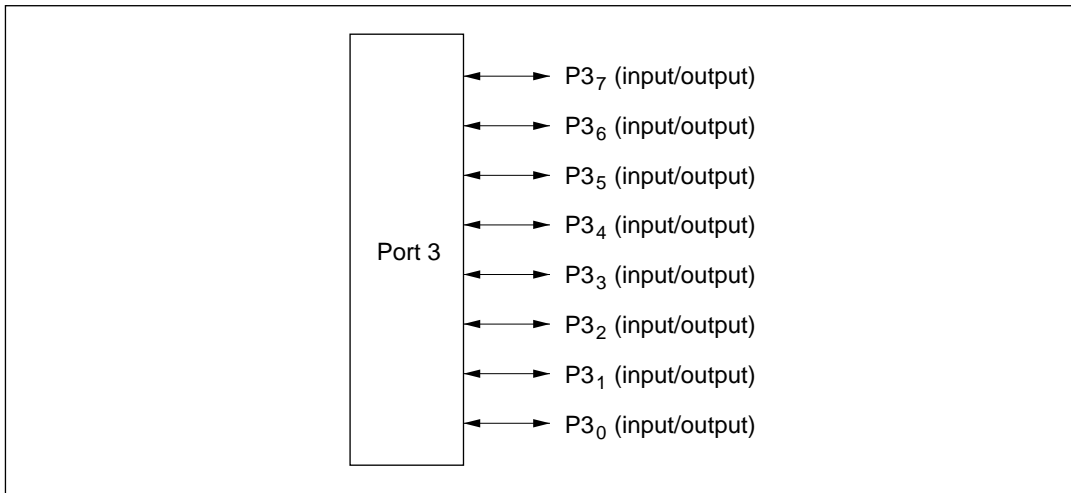 P3₇ (input/output)
P3₆ (input/output)
P3₅ (input/output)
P3₄ (input/output)
Port 3
P3₃ (input/output)
P3₂ (input/output)
P3₁ (input/output)
P3₀ (input/output)